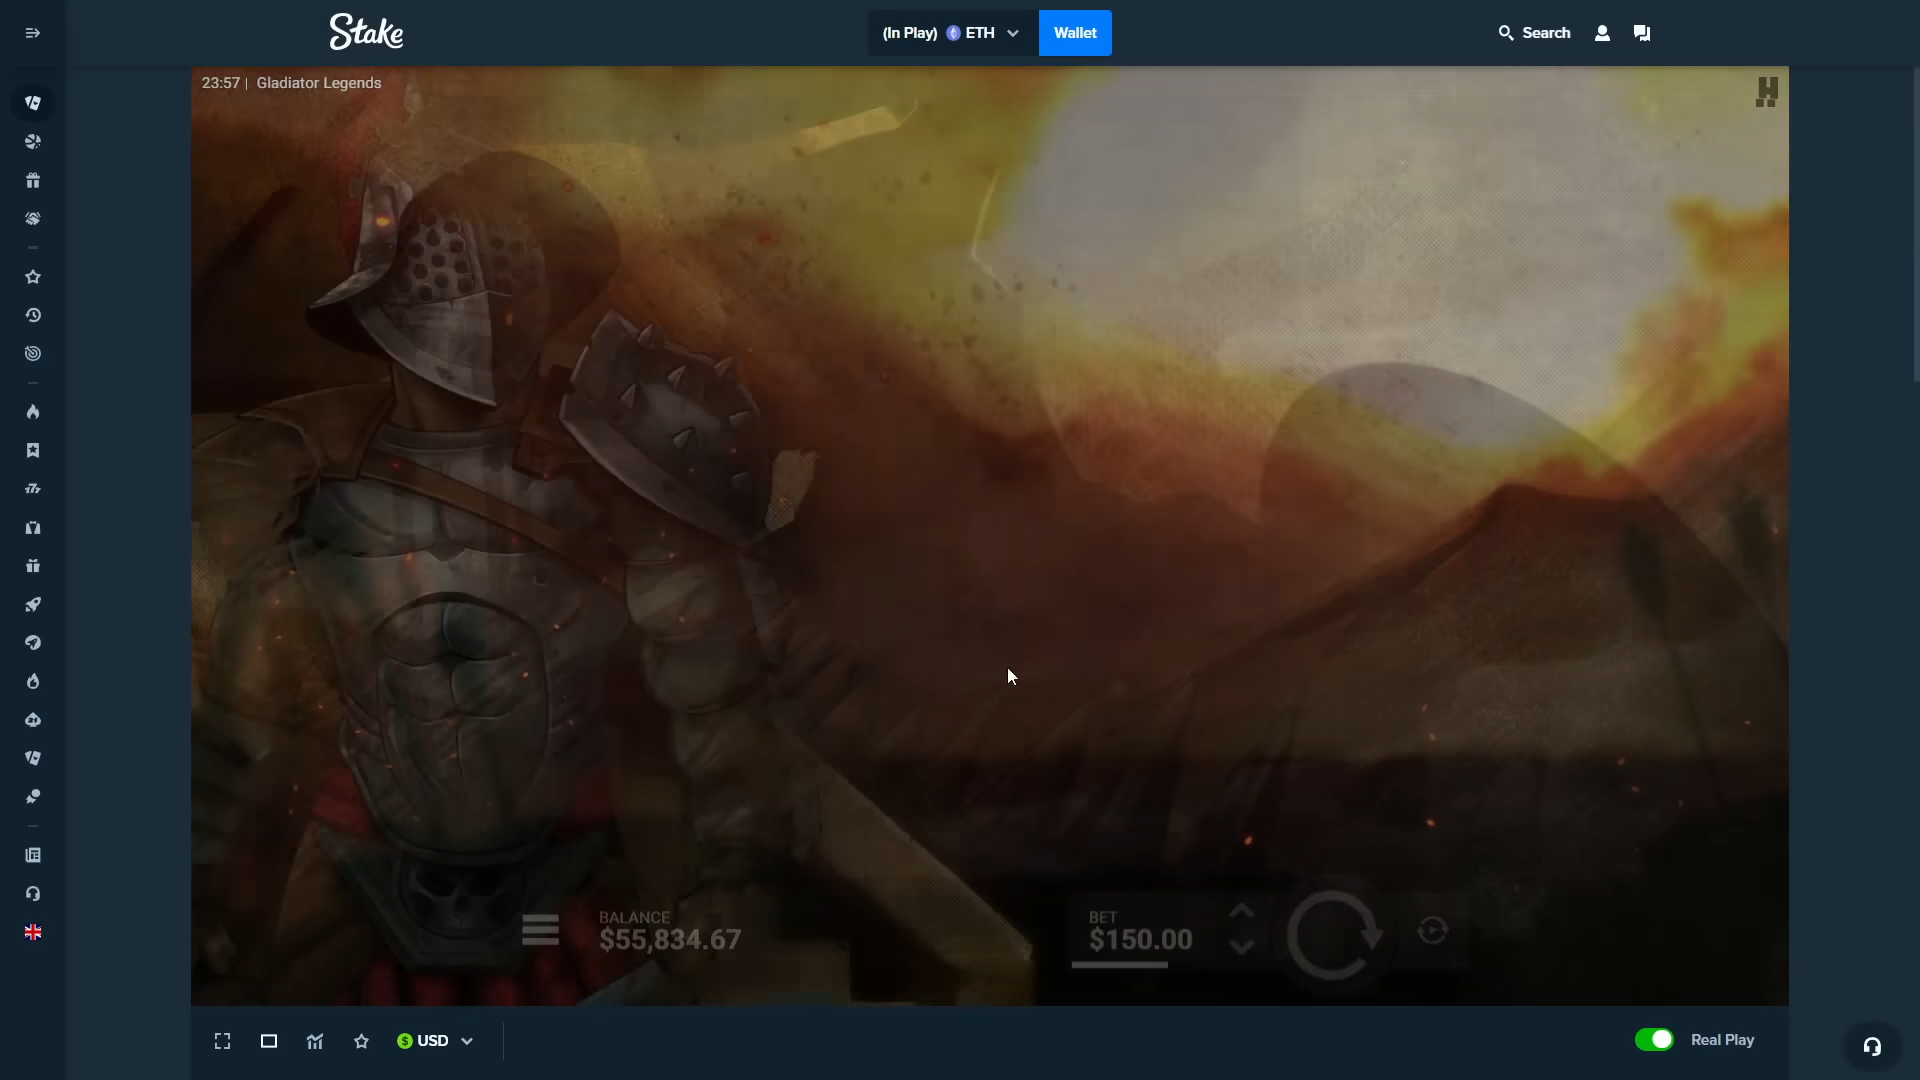 Stake
(In Play) ETH
Wallet
Search
23:57 | Gladiator Legends
BALANCE
$55,834.67
BET
$150.00
USD
Real Play